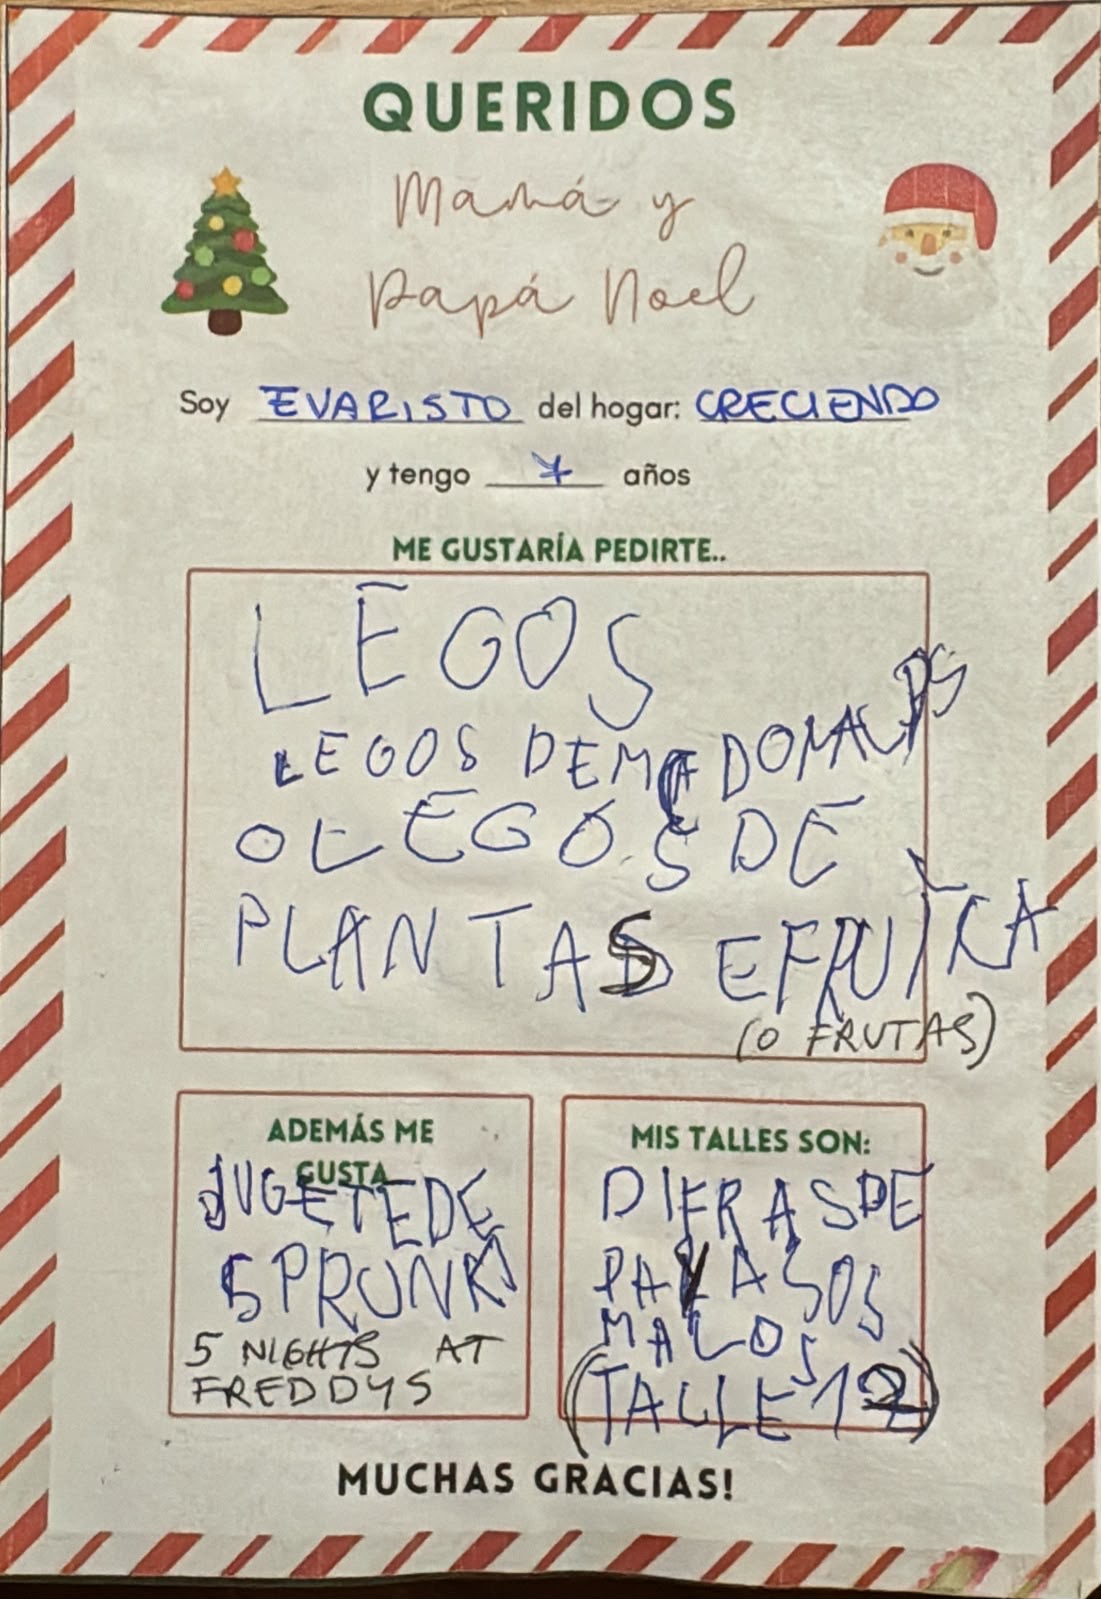 QUERIDOS
Mamá y
Papá Noel
Soy EVARISTO del hogar: CRECIENDO
y tengo 7 años
ME GUSTARÍA PEDIRTE..
LEGOS
LEGOS DE
O LEGOS DE
PLANTAS E FRUTRA
(O FRUTAS)
ADEMÁS ME
GUSTA
JUGETE DE
SPRUNKI
5 NIGHTS AT
FREDDYS
MIS TALLES SON:
DIFRAS DE
PAYASOS
MALOS
(TALLE 12)
MUCHAS GRACIAS!